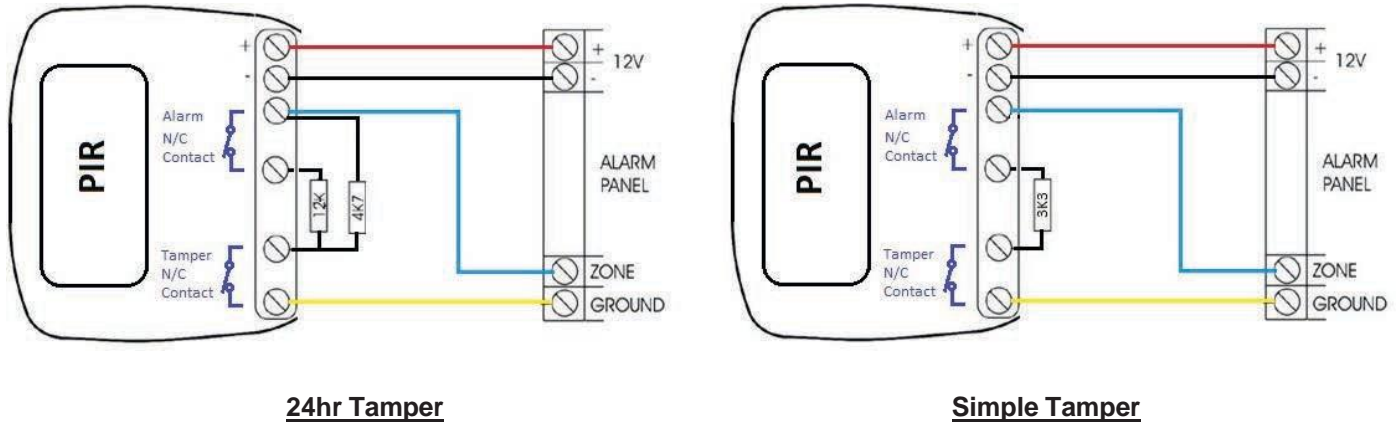 PIR
+
-
Alarm
N/C
Contact
12K
4K7
Tamper
N/C
Contact
+
12V
-
ALARM
PANEL
ZONE
GROUND
24hr Tamper
PIR
+
-
Alarm
N/C
Contact
3K3
Tamper
N/C
Contact
+
12V
-
ALARM
PANEL
ZONE
GROUND
Simple Tamper